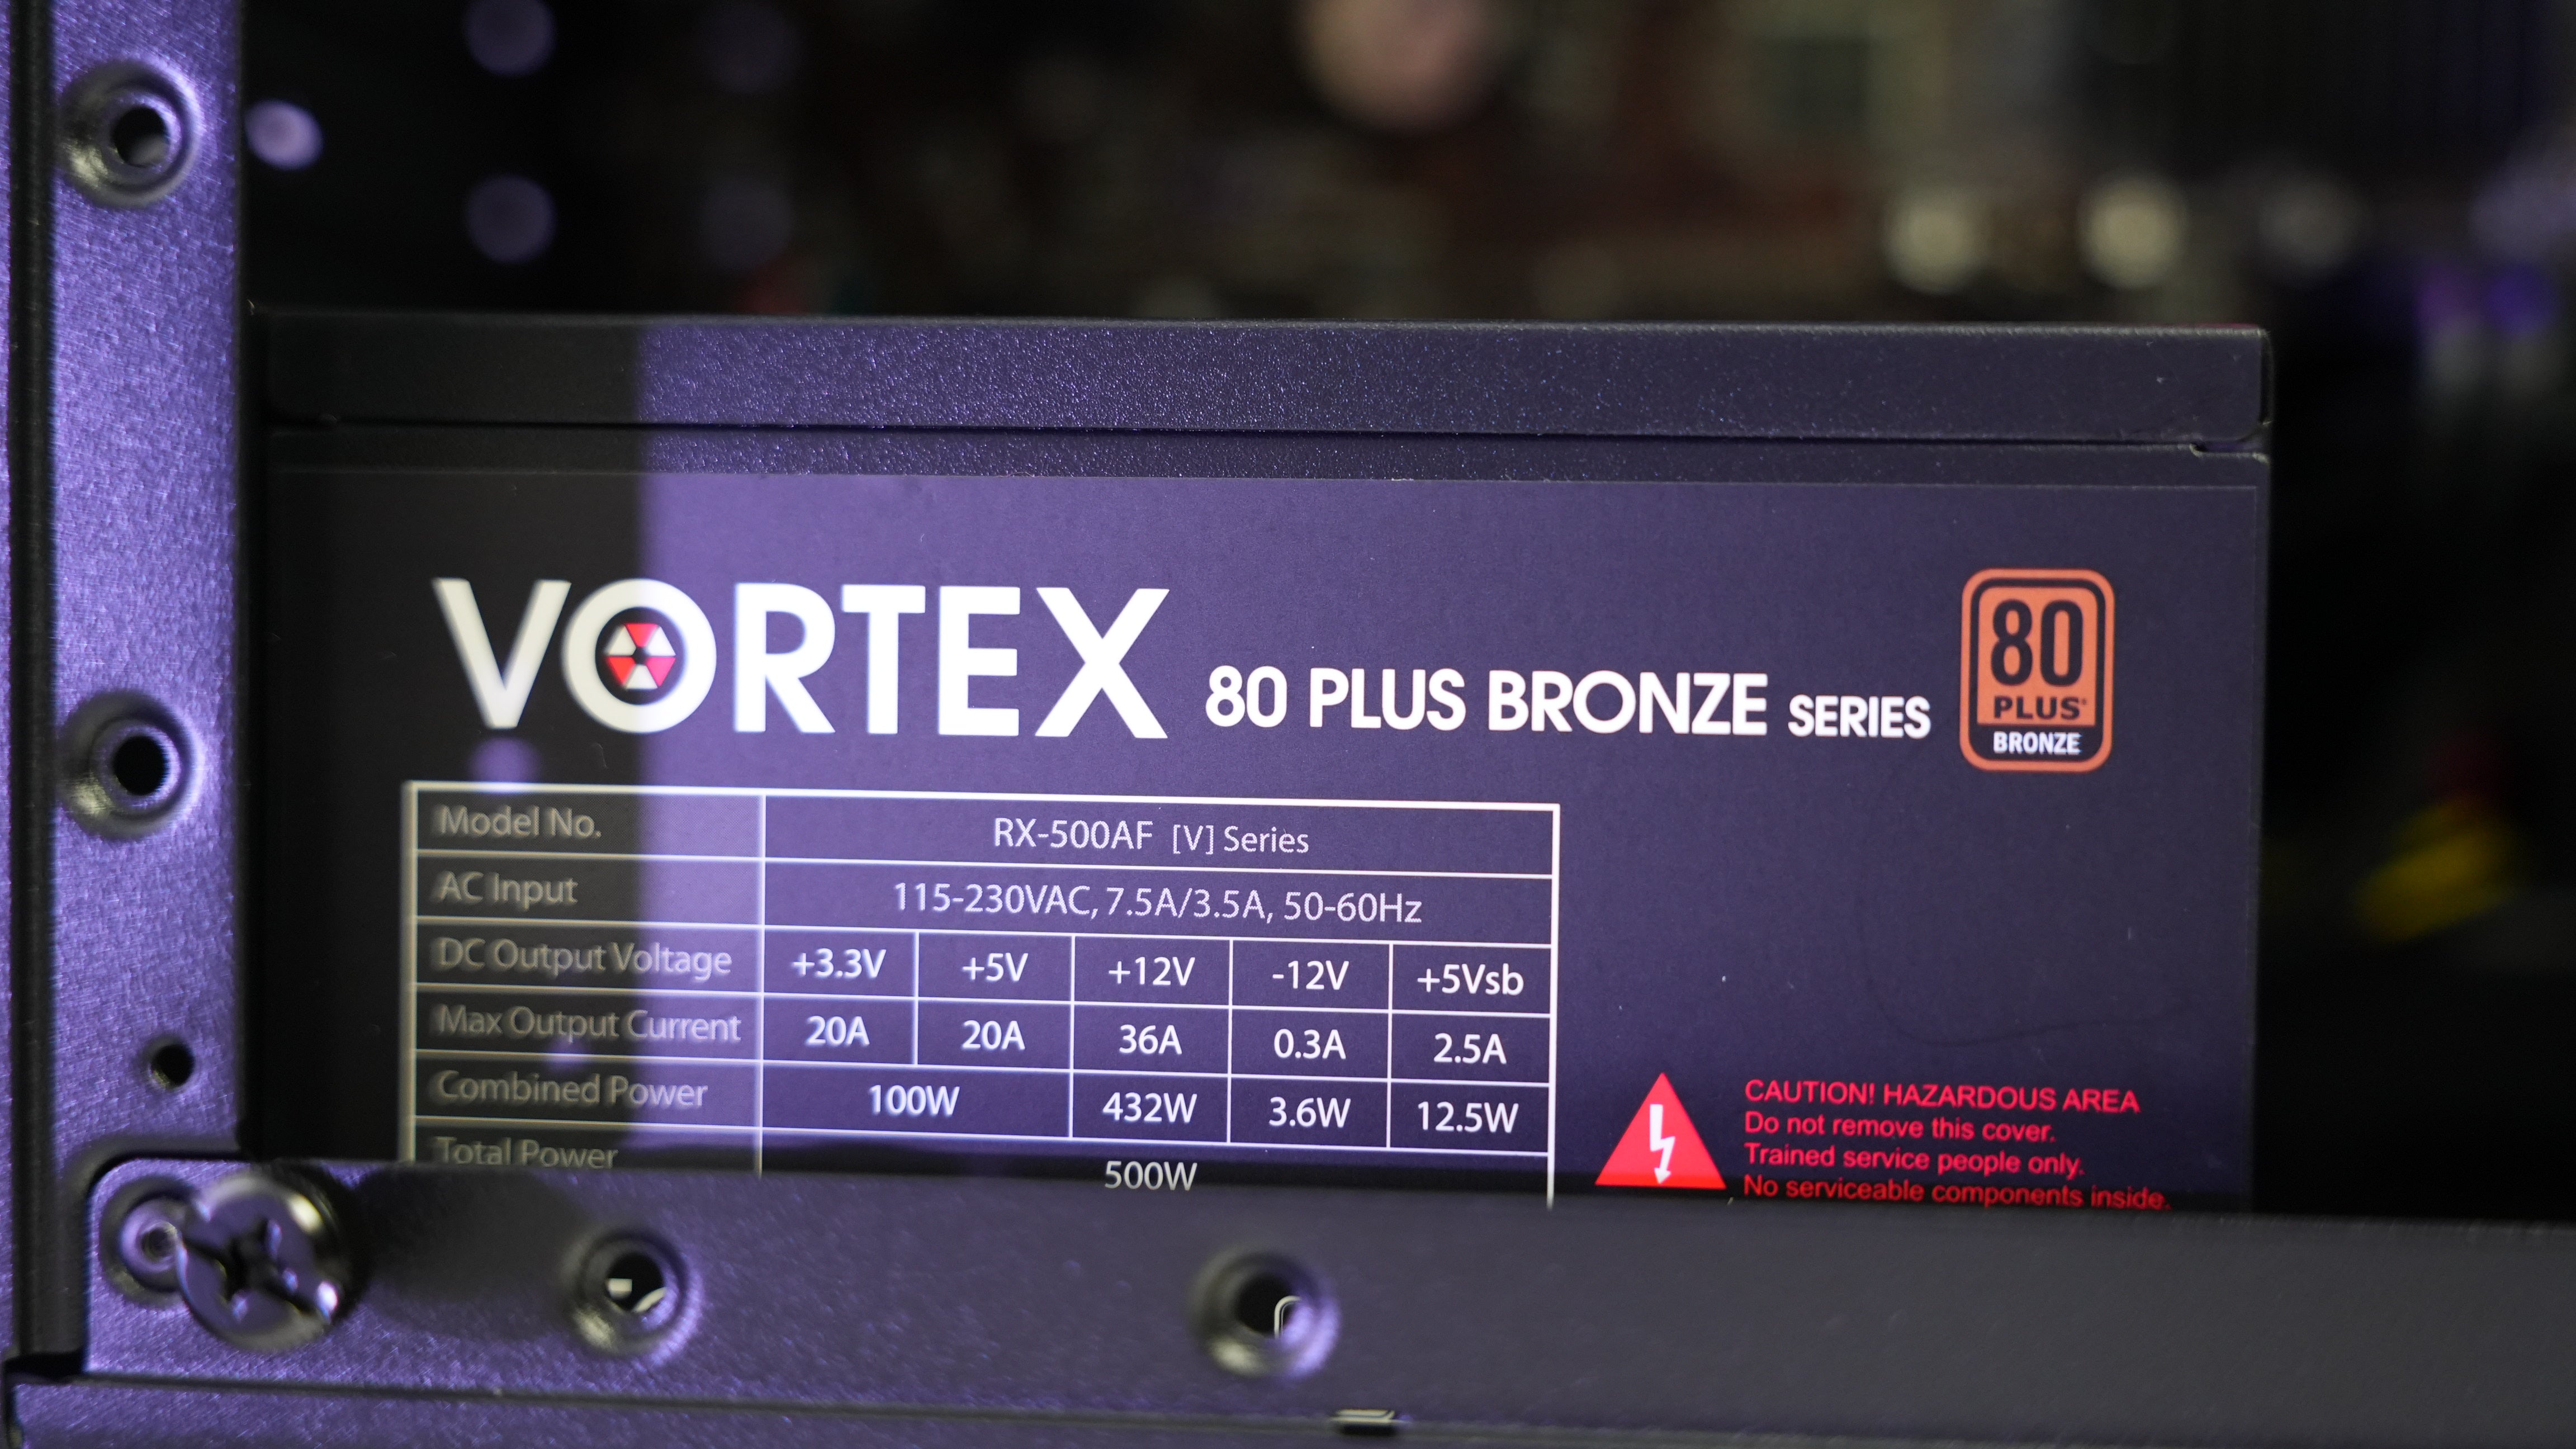 VORTEX 80 PLUS BRONZE SERIES
80
PLUS
BRONZE
Model No. RX-500AF [V] Series
AC Input 115-230VAC, 7.5A/3.5A, 50-60Hz
DC Output Voltage +3.3V +5V +12V -12V +5Vsb
Max Output Current 20A 20A 36A 0.3A 2.5A
Combined Power 100W 432W 3.6W 12.5W
Total Power 500W
CAUTION! HAZARDOUS AREA
Do not remove this cover.
Trained service people only.
No serviceable components inside.